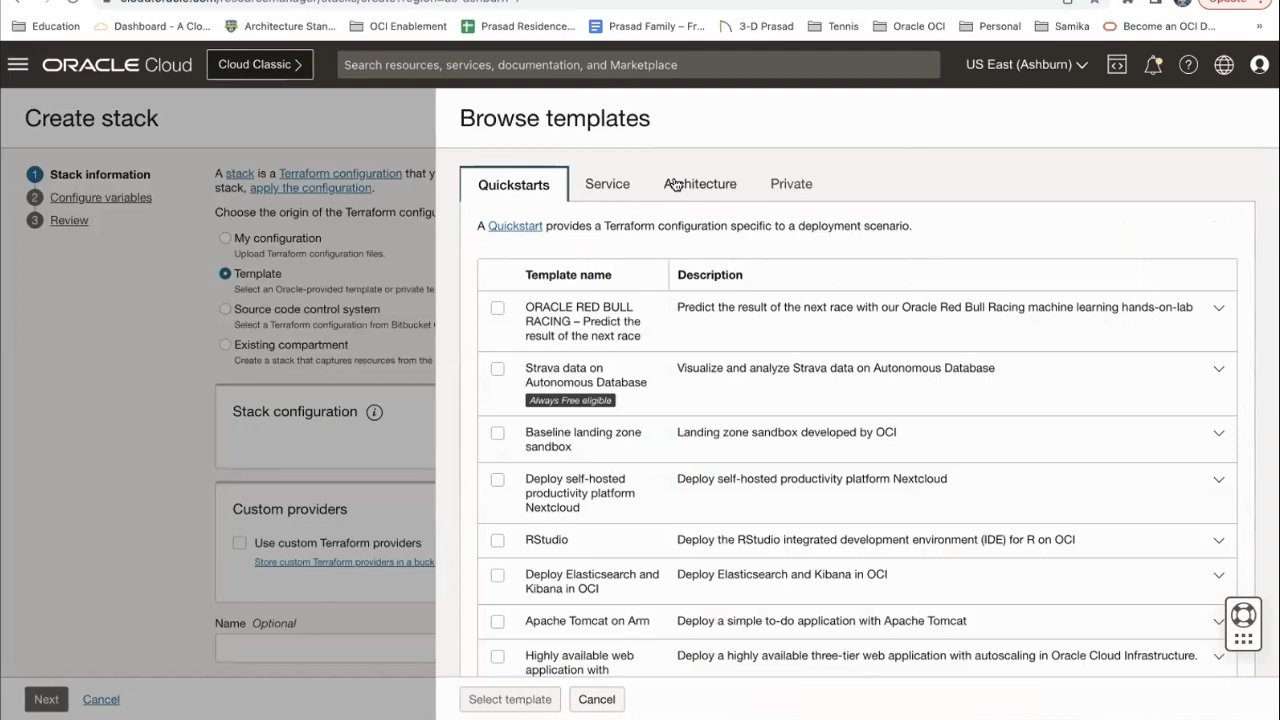 Education
Dashboard - A Clo...
Architecture Stan...
OCI Enablement
Prasad Residence...
Prasad Family – Fr...
3-D Prasad
Tennis
Oracle OCI
Personal
Samika
Become an OCI D...
»
ORACLE Cloud
Cloud Classic
Search resources, services, documentation, and Marketplace
US East (Ashburn)
Create stack
1 Stack information
2 Configure variables
3 Review
A stack is a Terraform configuration that y
stack, apply the configuration.
Choose the origin of the Terraform configu
My configuration
Upload Terraform configuration files.
Template
Select an Oracle-provided template or private te
Source code control system
Select a Terraform configuration from Bitbucket
Existing compartment
Create a stack that captures resources from the
Stack configuration
Custom providers
Use custom Terraform providers
Store custom Terraform providers in a buck
Name Optional
Next
Cancel
Browse templates
Quickstarts
Service
Architecture
Private
A Quickstart provides a Terraform configuration specific to a deployment scenario.
Template name
Description
ORACLE RED BULL
RACING – Predict the
result of the next race
Predict the result of the next race with our Oracle Red Bull Racing machine learning hands-on-lab
Strava data on
Autonomous Database
Always Free eligible
Visualize and analyze Strava data on Autonomous Database
Baseline landing zone
sandbox
Landing zone sandbox developed by OCI
Deploy self-hosted
productivity platform
Nextcloud
Deploy self-hosted productivity platform Nextcloud
RStudio
Deploy the RStudio integrated development environment (IDE) for R on OCI
Deploy Elasticsearch and
Kibana in OCI
Deploy Elasticsearch and Kibana in OCI
Apache Tomcat on Arm
Deploy a simple to-do application with Apache Tomcat
Highly available web
application with
Deploy a highly available three-tier web application with autoscaling in Oracle Cloud Infrastructure.
Select template
Cancel